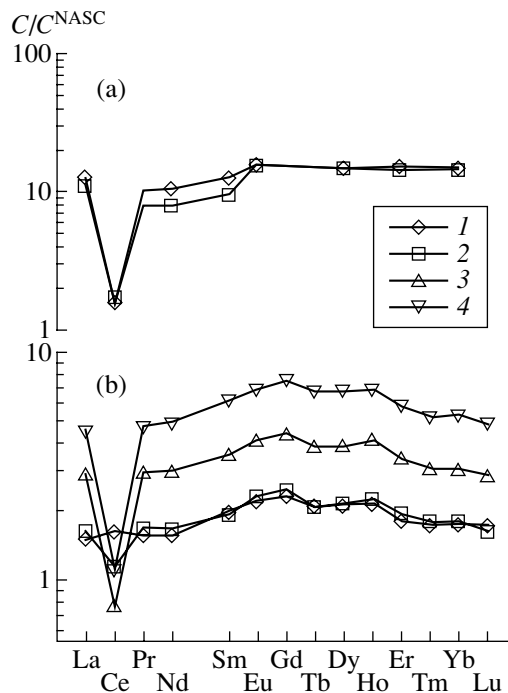 C/C^NASC
100
(a)
10
1
2
3
4
1
10
(b)
1
La Pr Sm Gd Dy Er Yb
Ce Nd Eu Tb Ho Tm Lu